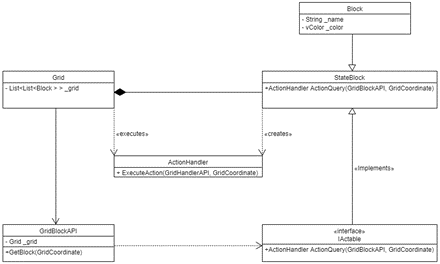 Block
- String _name
- vColor _color
Grid
- List<List<Block > > _grid
StateBlock
+ActionHandler ActionQuery(GridBlockAPI, GridCoordinate)
«executes»
«creates»
ActionHandler
+ ExecuteAction(GridHandlerAPI, GridCoordinate)
«Implements»
GridBlockAPI
- Grid _grid
+GetBlock(GridCoordinate)
«interface»
IActable
+ActionHandler ActionQuery(GridBlockAPI, GridCoordinate)